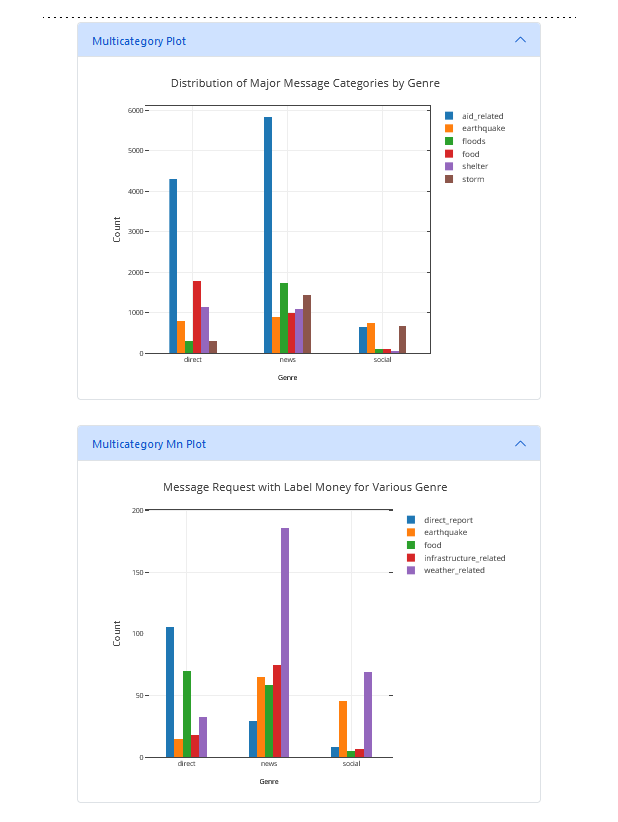 Multicategory Plot
Distribution of Major Message Categories by Genre
6000
5000
4000
3000
2000
1000
0
Count
direct
news
social
Genre
aid_related
earthquake
floods
food
shelter
storm
Multicategory Mn Plot
Message Request with Label Money for Various Genre
200
150
100
50
0
Count
direct
news
social
Genre
direct_report
earthquake
food
infrastructure_related
weather_related